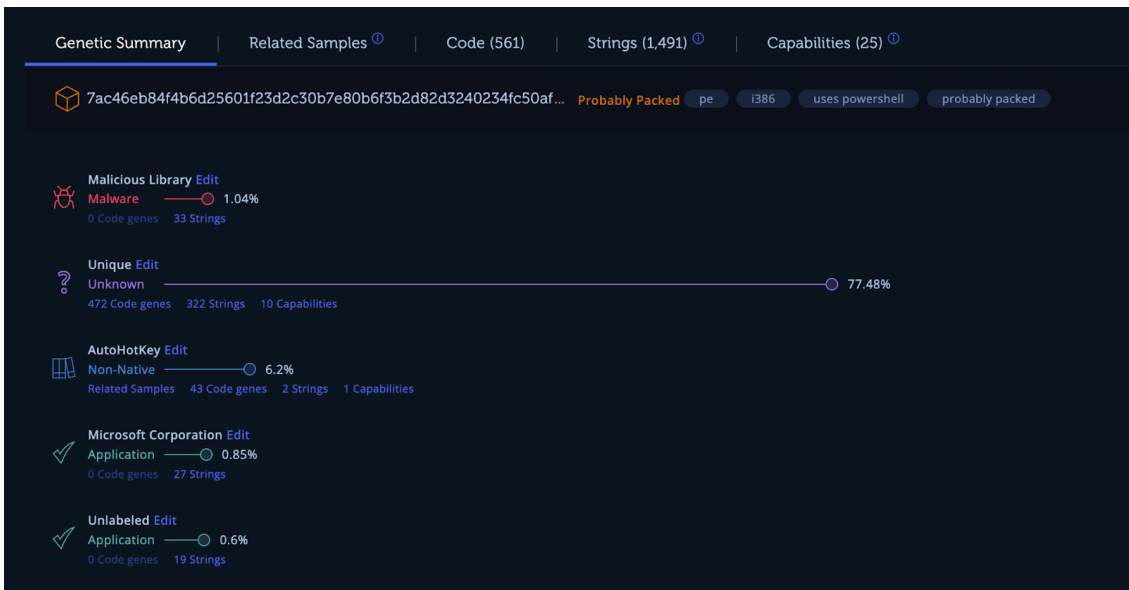 Genetic Summary | Related Samples | Code (561) | Strings (1,491) | Capabilities (25)
7ac46eb84f4b6d25601f23d2c30b7e80b6f3b2d82d3240234fc50af... Probably Packed pe i386 uses powershell probably packed
Malicious Library Edit
Malware 1.04%
0 Code genes 33 Strings
Unique Edit
Unknown 77.48%
472 Code genes 322 Strings 10 Capabilities
AutoHotKey Edit
Non-Native 6.2%
Related Samples 43 Code genes 2 Strings 1 Capabilities
Microsoft Corporation Edit
Application 0.85%
0 Code genes 27 Strings
Unlabeled Edit
Application 0.6%
0 Code genes 19 Strings